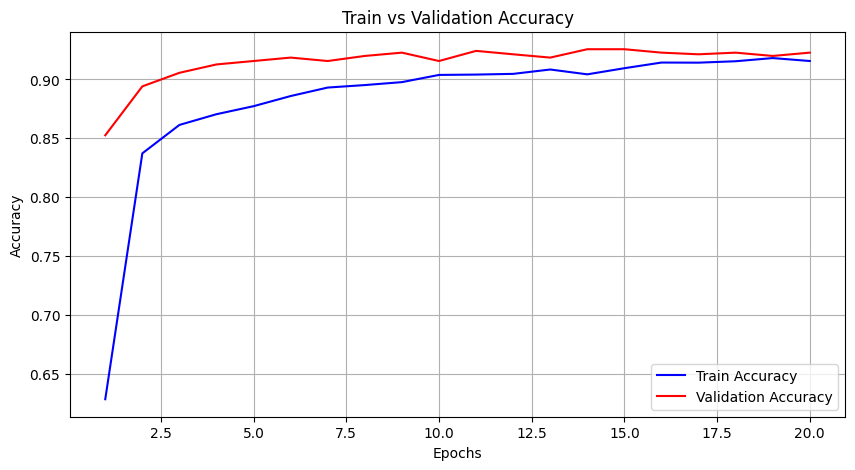 Train vs Validation Accuracy
Accuracy
0.90
0.85
0.80
0.75
0.70
0.65
2.5 5.0 7.5 10.0 12.5 15.0 17.5 20.0
Epochs
Train Accuracy
Validation Accuracy